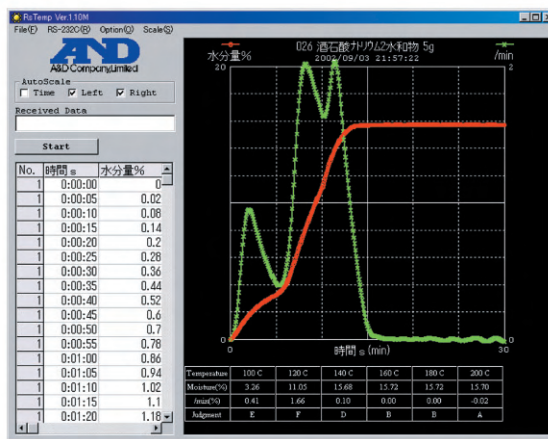 RsTemp Ver.1.10M
File(F) RS-232C(R) Option(O) Scale(S)
AND
A&D Company,Limited
AutoScale
Time Left Right
Received Data
Start
No. 時間 s 水分量%
1 0:00:00 0
1 0:00:05 0.02
1 0:00:10 0.08
1 0:00:15 0.14
1 0:00:20 0.2
1 0:00:25 0.28
1 0:00:30 0.36
1 0:00:35 0.44
1 0:00:40 0.52
1 0:00:45 0.6
1 0:00:50 0.7
1 0:00:55 0.78
1 0:01:00 0.86
1 0:01:05 0.94
1 0:01:10 1.02
1 0:01:15 1.1
1 0:01:20 1.18
026 酒石酸ナトリウム2水和物 5g
水分量% 2002/09/03 21:57:22 /min
20 2
0 時間 s (min) 30
Temperature 100 C 120 C 140 C 160 C 180 C 200 C
Moisture(%) 3.26 11.05 15.68 15.72 15.72 15.70
/min(%) 0.41 1.66 0.10 0.00 0.00 -0.02
Judgment E F D B B A